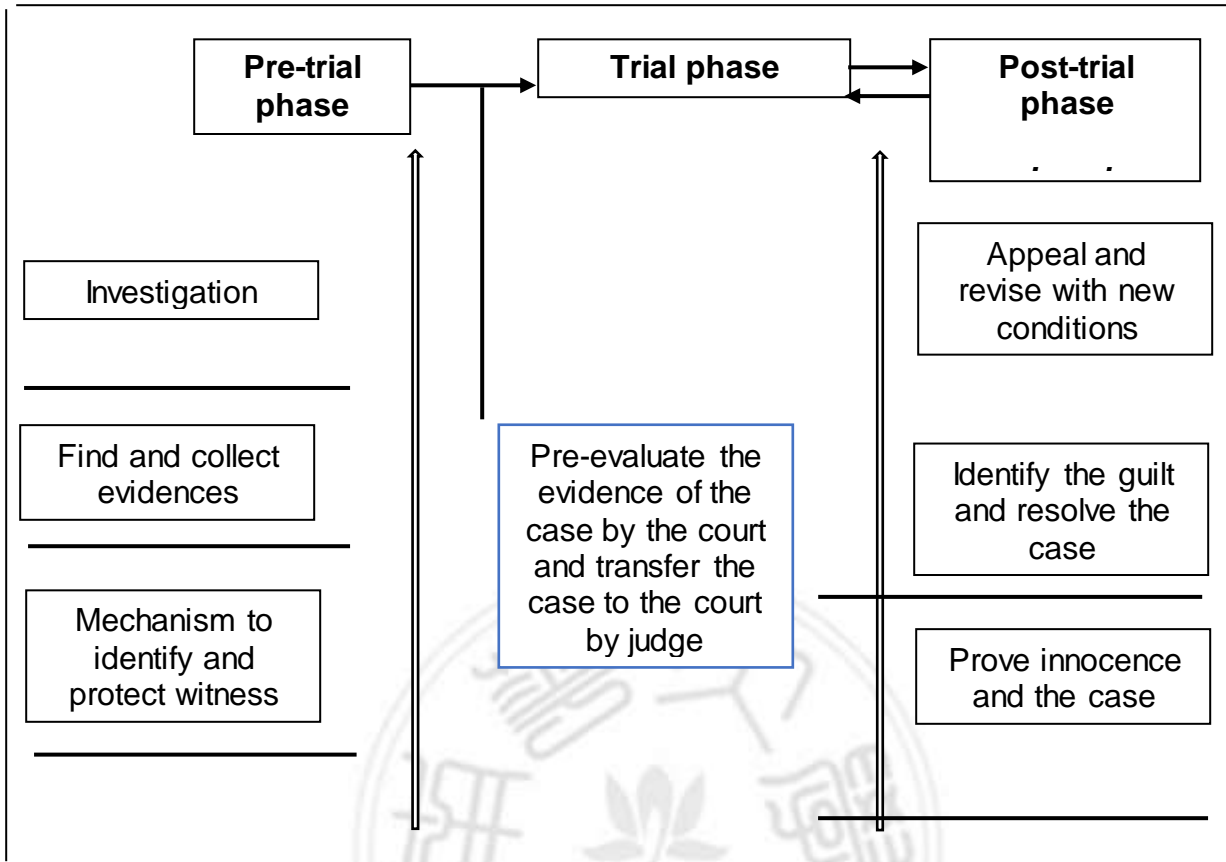 Pre-trial
phase
Trial phase
Post-trial
phase
. .
Investigation
Find and collect
evidences
Mechanism to
identify and
protect witness
Pre-evaluate the
evidence of the
case by the court
and transfer the
case to the court
by judge
Appeal and
revise with new
conditions
Identify the guilt
and resolve the
case
Prove innocence
and the case